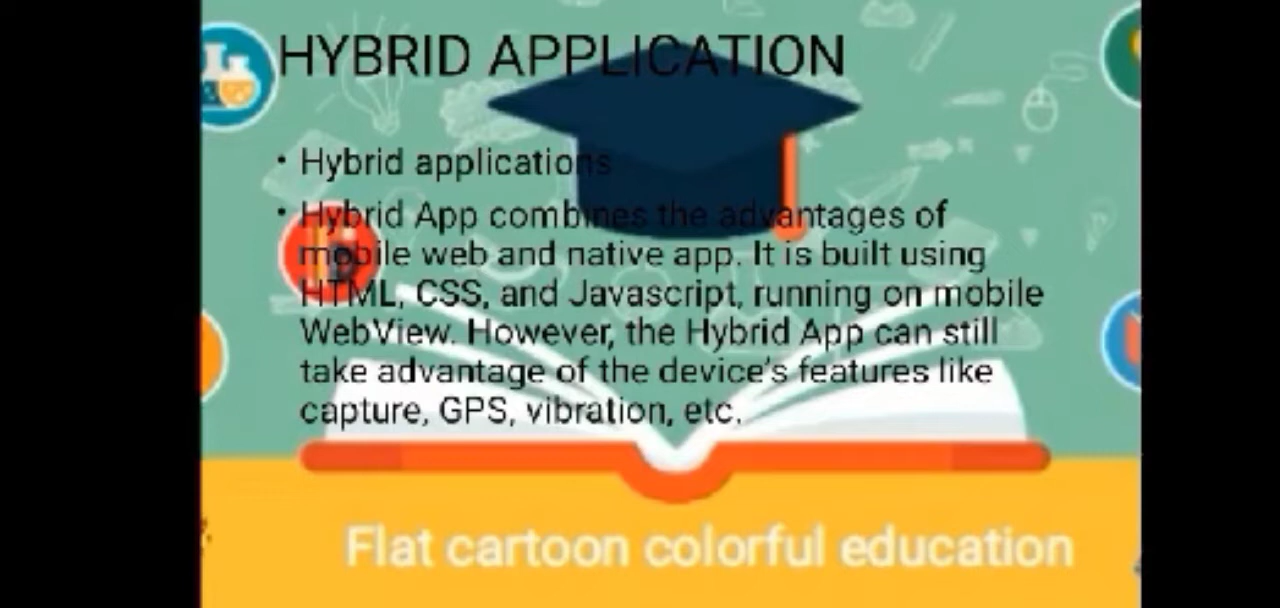 HYBRID APPLICATION
• Hybrid applications
• Hybrid App combines the advantages of
mobile web and native app. It is built using
HTML, CSS, and Javascript, running on mobile
WebView. However, the Hybrid App can still
take advantage of the device's features like
capture, GPS, vibration, etc.
Flat cartoon colorful education